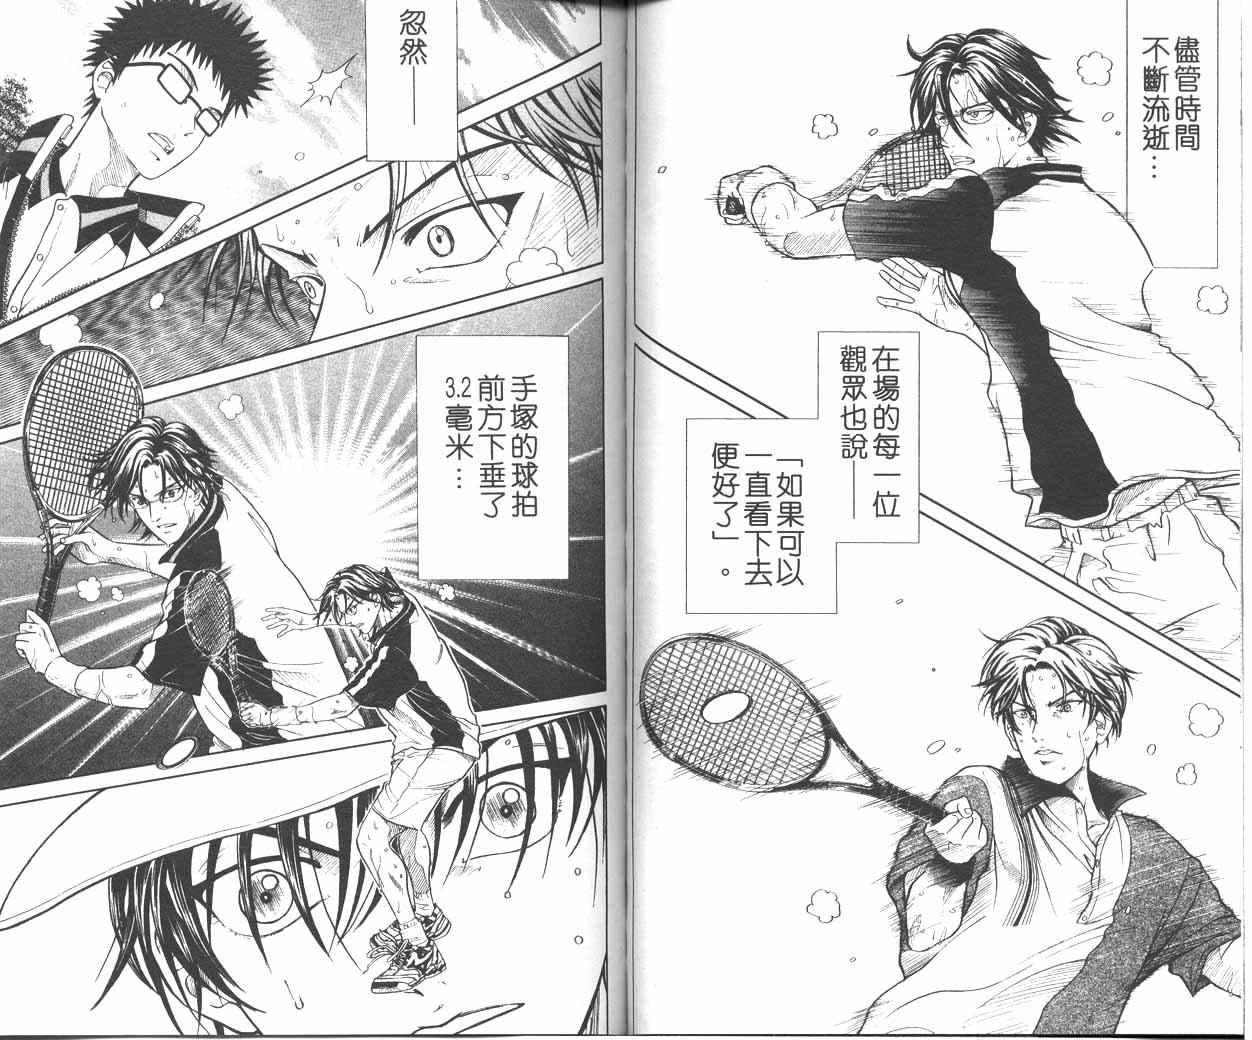 儘管時間
不斷流逝…
在場的每一位
觀眾也說——
「如果可以
一直看下去
便好了」。
忽然——
手塚的球拍
前方下垂了
3.2毫米…